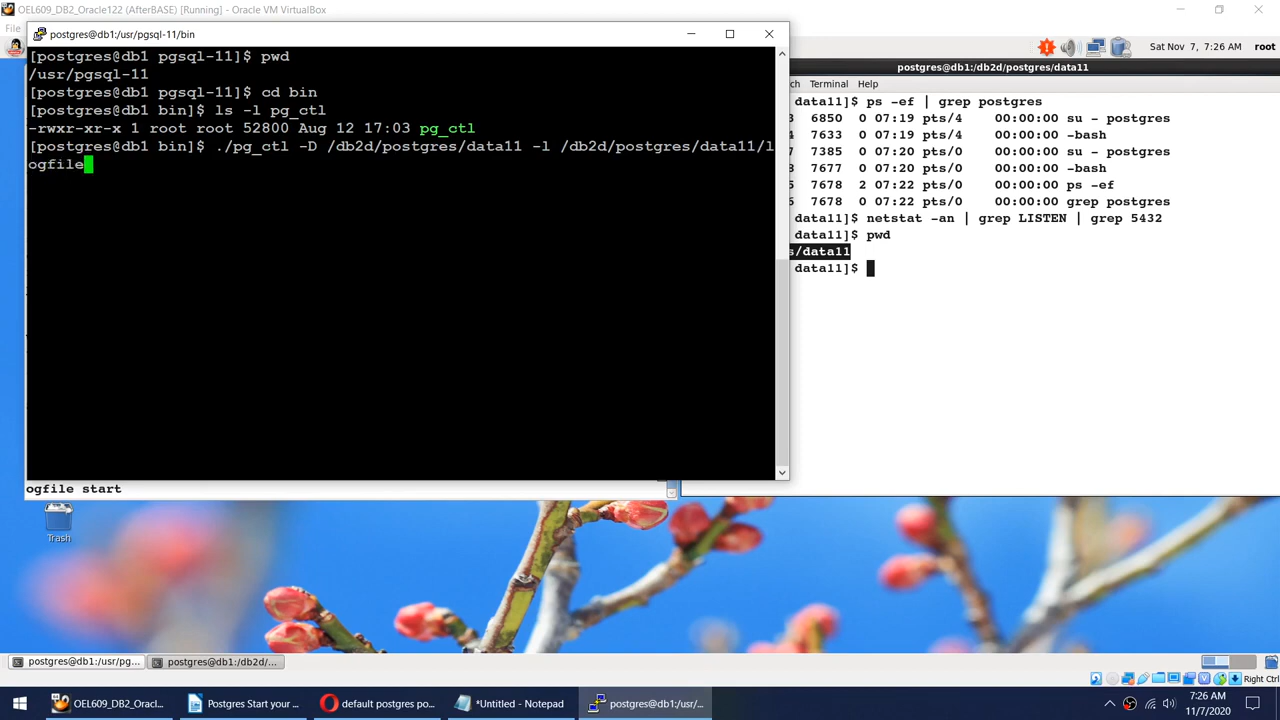 OEL609_DB2_Oracle122 (AfterBASE) [Running] - Oracle VM VirtualBox
File
postgres@db1:/usr/pgsql-11/bin
Sat Nov 7, 7:26 AM root
[postgres@db1 pgsql-11]$ pwd
/usr/pgsql-11
[postgres@db1 pgsql-11]$ cd bin
[postgres@db1 bin]$ ls -l pg_ctl
-rwxr-xr-x 1 root root 52800 Aug 12 17:03 pg_ctl
[postgres@db1 bin]$ ./pg_ctl -D /db2d/postgres/data11 -l /db2d/postgres/data11/l
ogfile
postgres@db1:/db2d/postgres/data11
Terminal Help
data11]$ ps -ef | grep postgres
6850 0 07:19 pts/4 00:00:00 su - postgres
7633 0 07:19 pts/4 00:00:00 -bash
7385 0 07:20 pts/0 00:00:00 su - postgres
7677 0 07:20 pts/0 00:00:00 -bash
7678 2 07:22 pts/0 00:00:00 ps -ef
7678 0 07:22 pts/0 00:00:00 grep postgres
data11]$ netstat -an | grep LISTEN | grep 5432
data11]$ pwd
s/data11
data11]$
ogfile start
Trash
postgres@db1:/usr/pg...
postgres@db1:/db2d/...
Right Ctrl
OEL609_DB2_Oracl...
Postgres Start your ...
default postgres po...
*Untitled - Notepad
postgres@db1:/usr/...
7:26 AM
11/7/2020